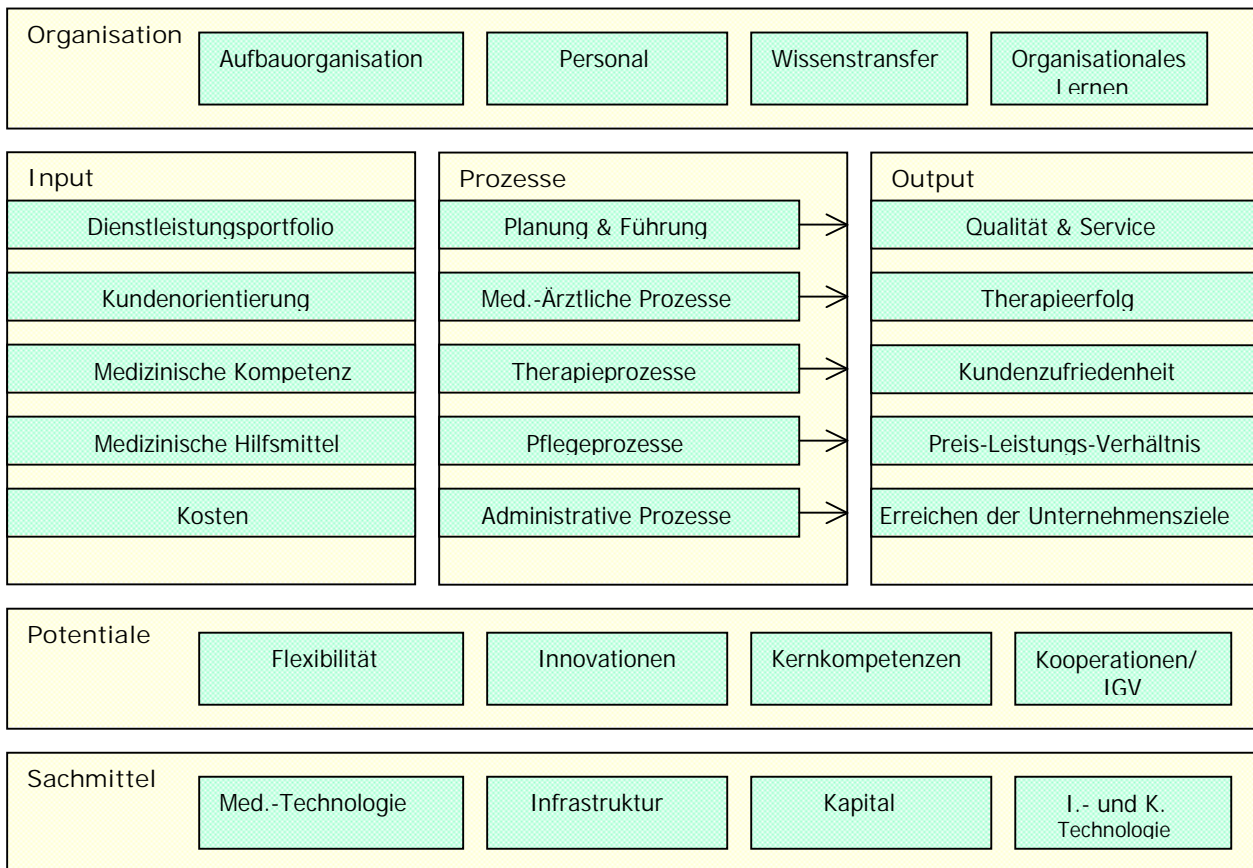 Organisation
Aufbauorganisation
Personal
Wissenstransfer
Organisationales
Lernen
Input
Dienstleistungsportfolio
Kundenorientierung
Medizinische Kompetenz
Medizinische Hilfsmittel
Kosten
Prozesse
Planung & Führung
Med.-Ärztliche Prozesse
Therapieprozesse
Pflegeprozesse
Administrative Prozesse
Output
Qualität & Service
Therapieerfolg
Kundenzufriedenheit
Preis-Leistungs-Verhältnis
Erreichen der Unternehmensziele
Potentiale
Flexibilität
Innovationen
Kernkompetenzen
Kooperationen/
IGV
Sachmittel
Med.-Technologie
Infrastruktur
Kapital
I.- und K.
Technologie